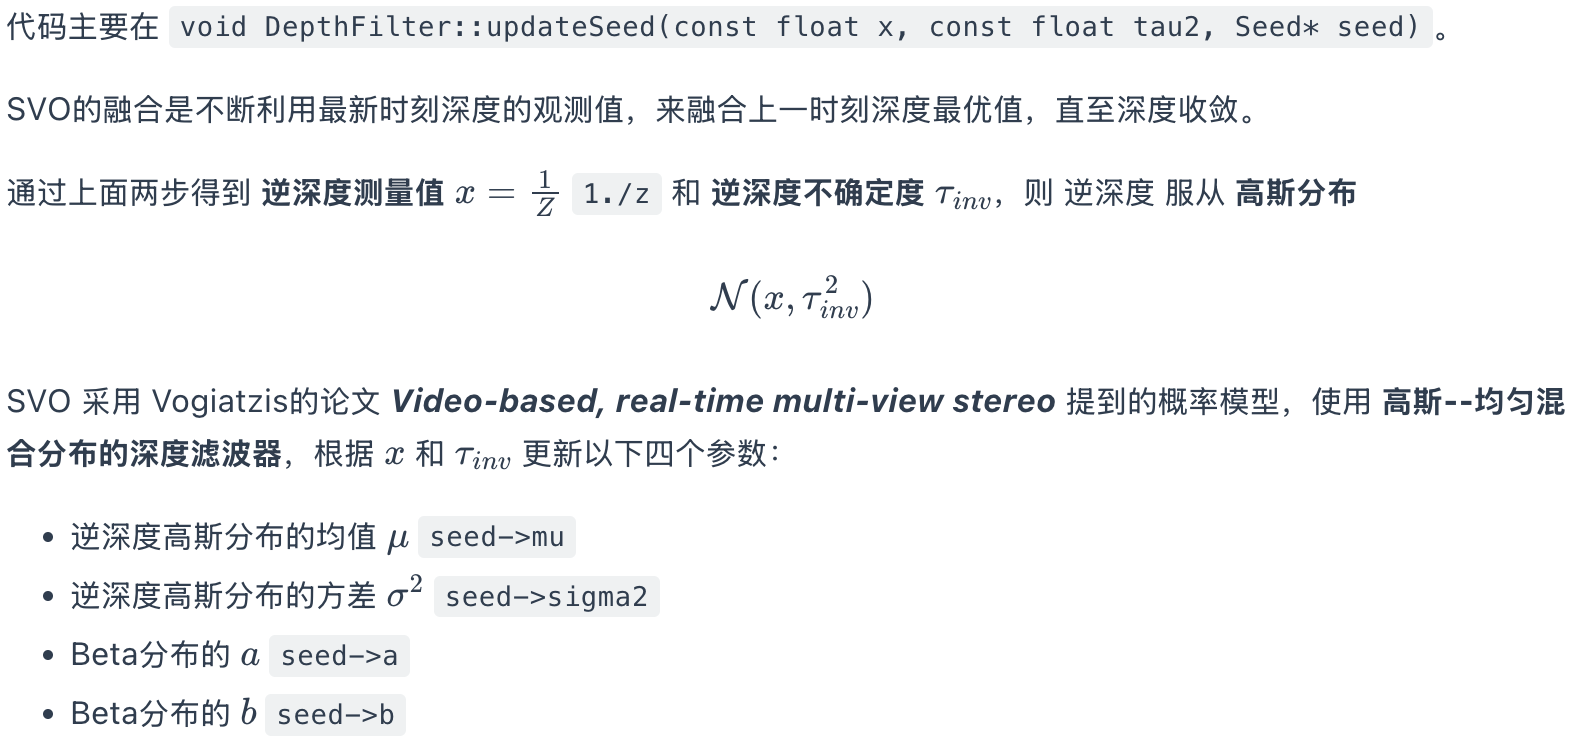 代码主要在 void DepthFilter::updateSeed(const float x, const float tau2, Seed* seed) 。
SVO的融合是不断利用最新时刻深度的观测值，来融合上一时刻深度最优值，直至深度收敛。
通过上面两步得到 逆深度测量值 $x = \frac{1}{Z}$ 1./z 和 逆深度不确定度 $\tau_{inv}$，则 逆深度 服从 高斯分布
$\mathcal{N}(x, \tau_{inv}^2)$
SVO 采用 Vogiatzis的论文 Video-based, real-time multi-view stereo 提到的概率模型，使用 高斯--均匀混
合分布的深度滤波器，根据 $x$ 和 $\tau_{inv}$ 更新以下四个参数：
• 逆深度高斯分布的均值 $\mu$ seed->mu
• 逆深度高斯分布的方差 $\sigma^2$ seed->sigma2
• Beta分布的 $a$ seed->a
• Beta分布的 $b$ seed->b